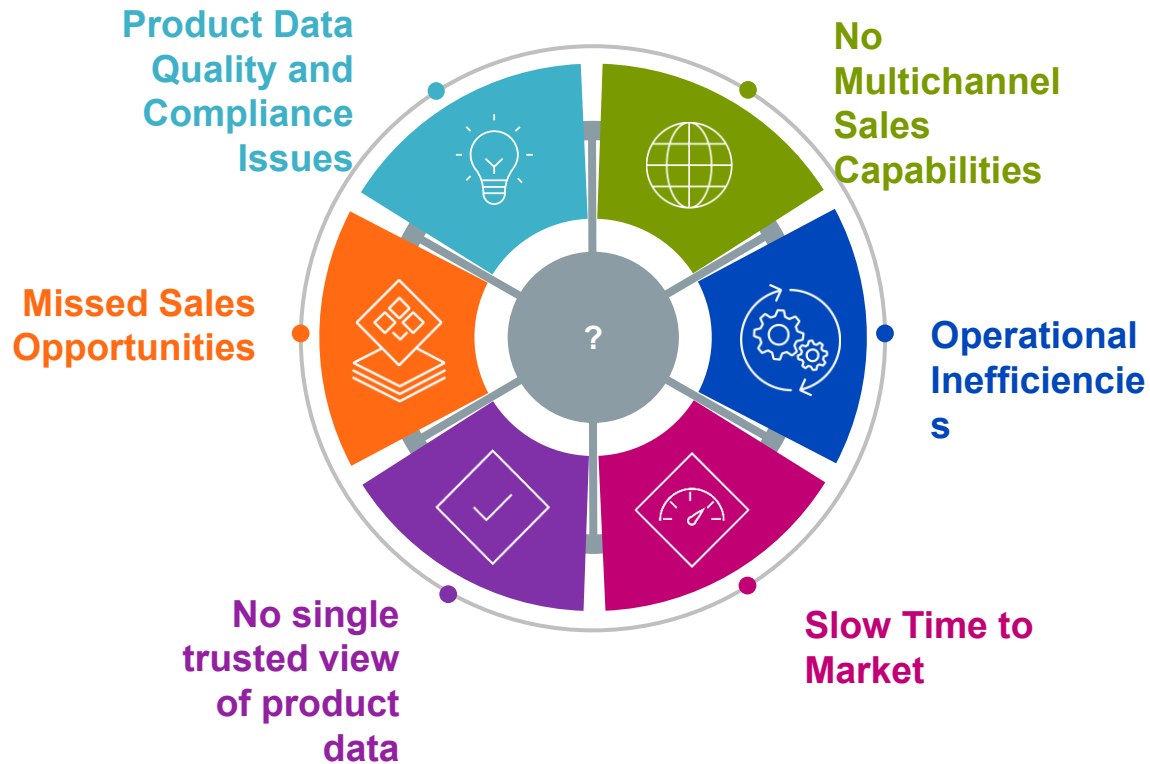 Product Data
Quality and
Compliance
Issues
No
Multichannel
Sales
Capabilities
Missed Sales
Opportunities
?
Operational
Inefficiencie
s
No single
trusted view
of product
data
Slow Time to
Market